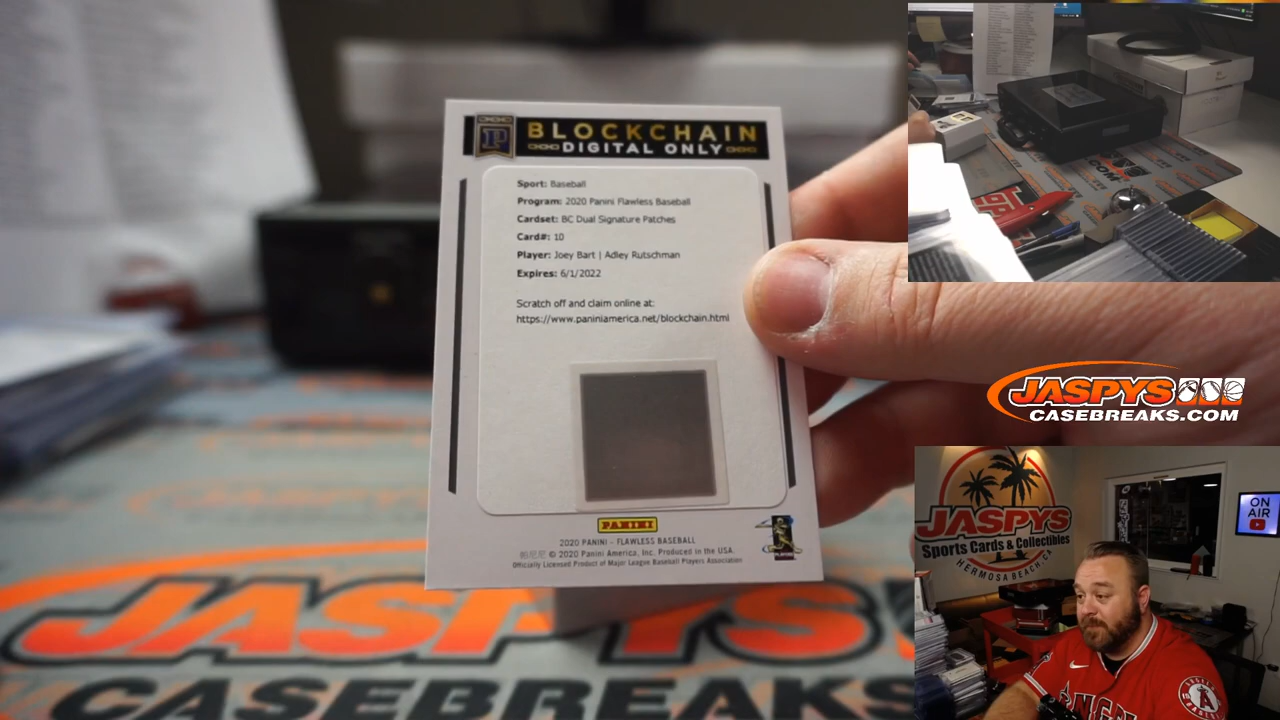 P
BLOCKCHAIN
DIGITAL ONLY
Sport: Baseball
Program: 2020 Panini Flawless Baseball
Cardset: BC Dual Signature Patches
Card#: 10
Player: Joey Bart | Adley Rutschman
Expires: 6/1/2022
Scratch off and claim online at:
https://www.paniniamerica.net/blockchain.html
PANINI
2020 PANINI - FLAWLESS BASEBALL
© 2020 Panini America, Inc. Produced in the USA.
Officially Licensed Product of Major League Baseball Players Association
JASPYS
CASEBREAKS
.COM
JASPYS
CASEBREAKS.COM
JASPYS
Sports Cards & Collectibles
HERMOSA BEACH, CA
ON
AIR
ANGE